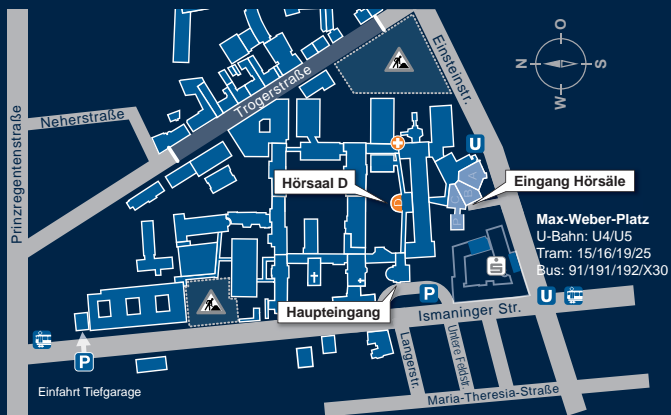 Einsteinstr.
O
N
S
W
Trogerstraße
Neherstraße
Prinzregentenstraße
U
Hörsaal D
D
A
B
C
Eingang Hörsäle
Max-Weber-Platz
U-Bahn: U4/U5
Tram: 15/16/19/25
Bus: 91/191/192/X30
S
Haupteingang
P
U
Ismaninger Str.
Langerstr.
Untere Feldstr.
P
Einfahrt Tiefgarage
Maria-Theresia-Straße